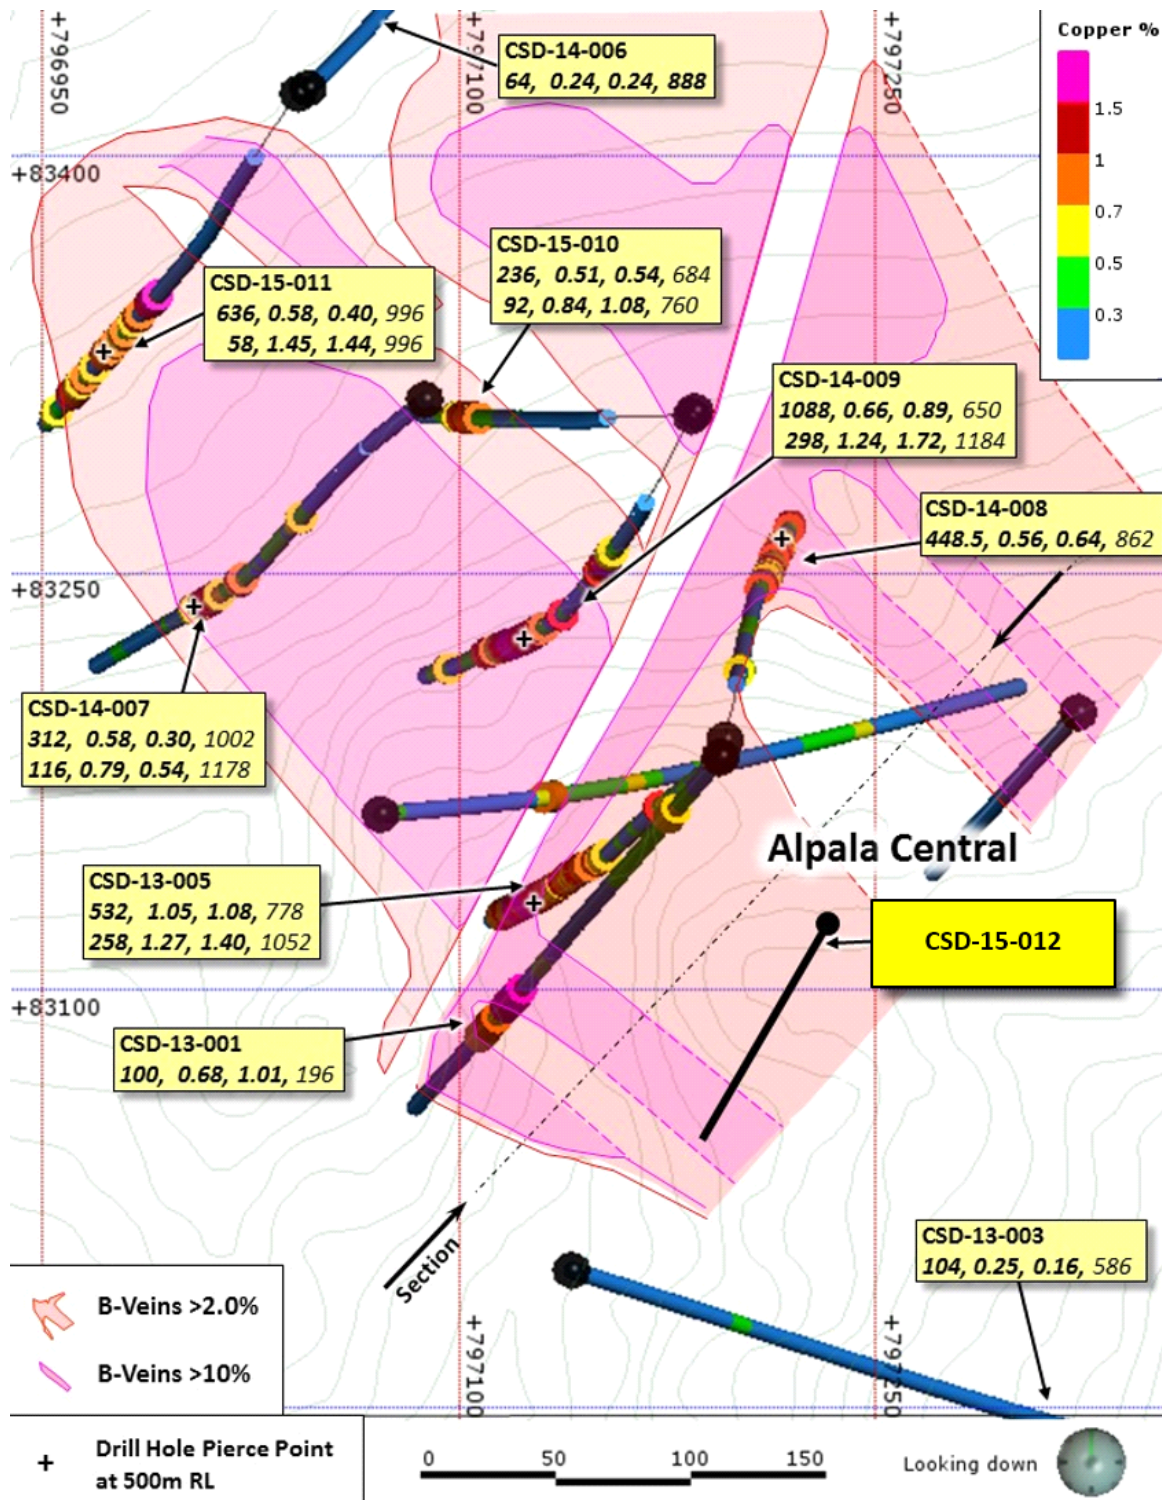 +796950
+797100
+797250
Copper %
1.5
1
0.7
0.5
0.3
CSD-14-006
64, 0.24, 0.24, 888
+83400
CSD-15-010
236, 0.51, 0.54, 684
92, 0.84, 1.08, 760
CSD-15-011
636, 0.58, 0.40, 996
58, 1.45, 1.44, 996
CSD-14-009
1088, 0.66, 0.89, 650
298, 1.24, 1.72, 1184
CSD-14-008
448.5, 0.56, 0.64, 862
+83250
CSD-14-007
312, 0.58, 0.30, 1002
116, 0.79, 0.54, 1178
Alpala Central
CSD-13-005
532, 1.05, 1.08, 778
258, 1.27, 1.40, 1052
CSD-15-012
+83100
CSD-13-001
100, 0.68, 1.01, 196
Section
CSD-13-003
104, 0.25, 0.16, 586
B-Veins >2.0%
B-Veins >10%
+797100
+797250
Drill Hole Pierce Point
at 500m RL
0 50 100 150
Looking down